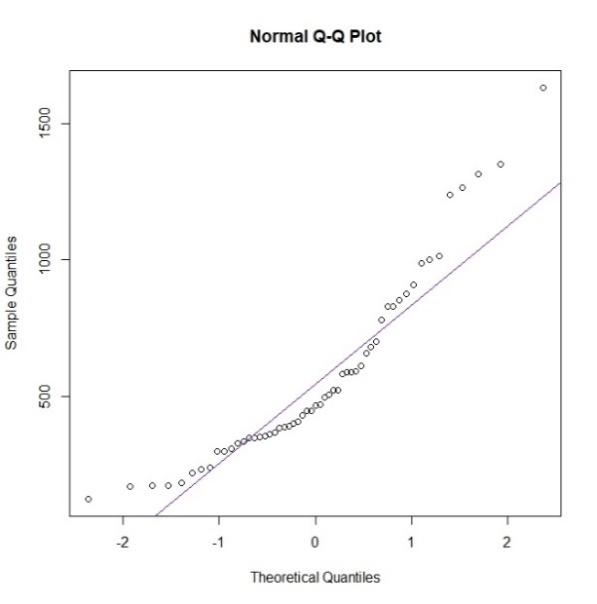 Normal Q-Q Plot
1500
1000
500
Sample Quantiles
-2 -1 0 1 2
Theoretical Quantiles